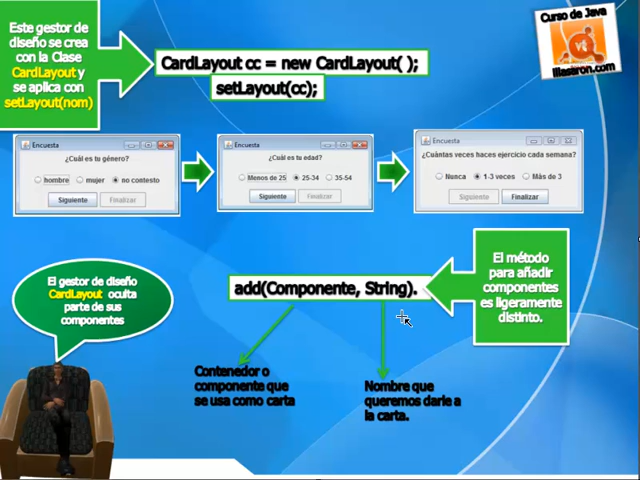 Este gestor de
diseño se crea
con la Clase
CardLayout y
se aplica con
setLayout(nom)
CardLayout cc = new CardLayout( );
setLayout(cc);
Curso de Java
illasaron.com
Encuesta
¿Cuál es tu género?
hombre mujer no contesto
Siguiente Finalizar
Encuesta
¿Cuál es tu edad?
Menos de 25 25-34 35-54
Siguiente Finalizar
Encuesta
¿Cuántas veces haces ejercicio cada semana?
Nunca 1-3 veces Más de 3
Siguiente Finalizar
El gestor de diseño
CardLayout oculta
parte de sus
componentes
add(Componente, String).
El método
para añadir
componentes
es ligeramente
distinto.
Contenedor o
componente que
se usa como carta
Nombre que
queremos darle a
la carta.